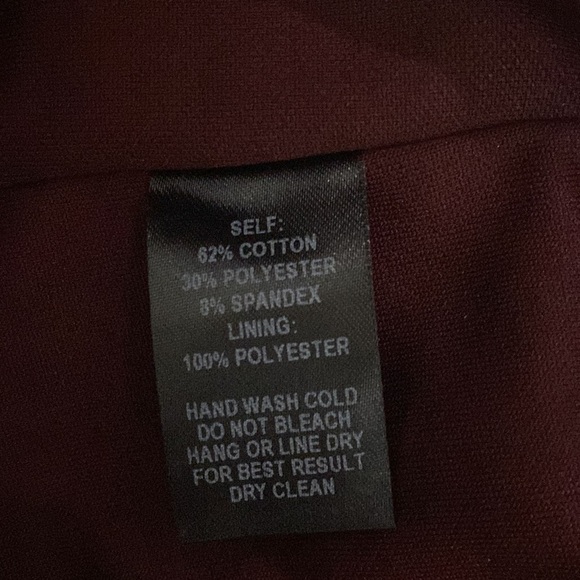 SELF:
62% COTTON
30% POLYESTER
8% SPANDEX
LINING:
100% POLYESTER
HAND WASH COLD
DO NOT BLEACH
HANG OR LINE DRY
FOR BEST RESULT
DRY CLEAN